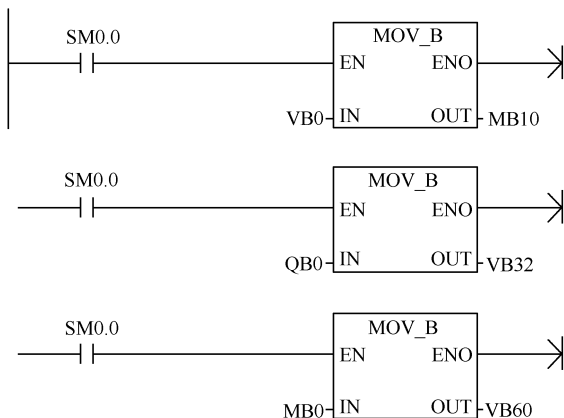 SM0.0
MOV_B
EN ENO
VB0 IN OUT MB10
SM0.0
MOV_B
EN ENO
QB0 IN OUT VB32
SM0.0
MOV_B
EN ENO
MB0 IN OUT VB60